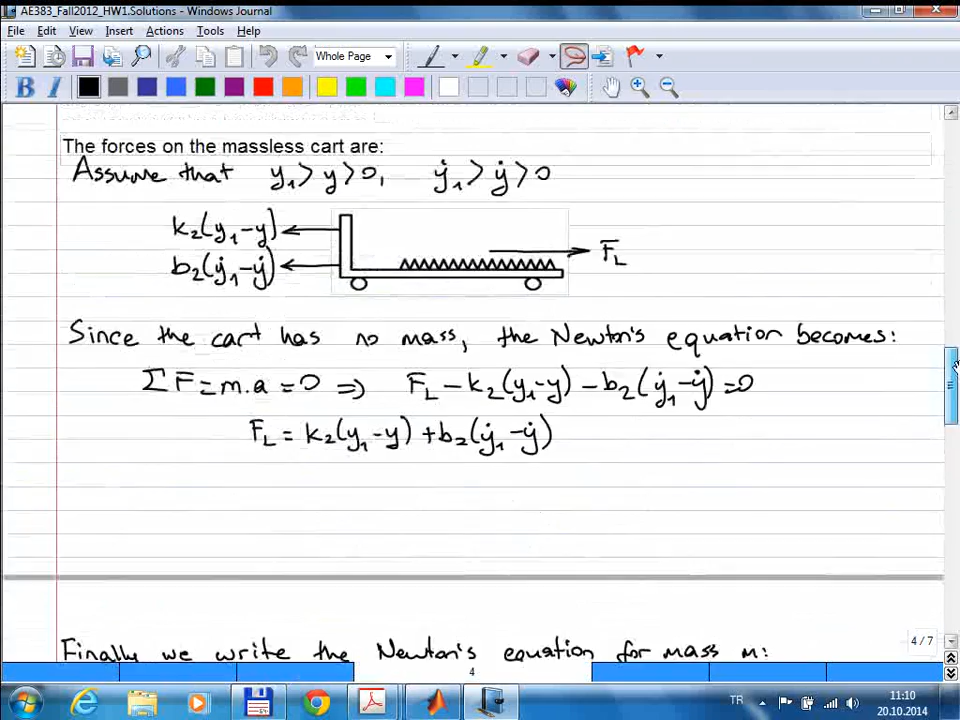 AE383_Fall2012_HW1.Solutions - Windows Journal
File Edit View Insert Actions Tools Help
Whole Page
B I
The forces on the massless cart are:
Assume that y₁ > y > 0, ẏ₁ > ẏ > 0
k₂(y₁-y)
F_L
b₂(ẏ₁-ẏ)
Since the cart has no mass, the Newton's equation becomes:
ΣF = m.a = 0 ⇒ F_L - k₂(y₁-y) - b₂(ẏ₁-ẏ) = 0
F_L = k₂(y₁-y) + b₂(ẏ₁-ẏ)
4/7
Finally we write the Newton's equation for mass m:
4
TR
11:10
20.10.2014